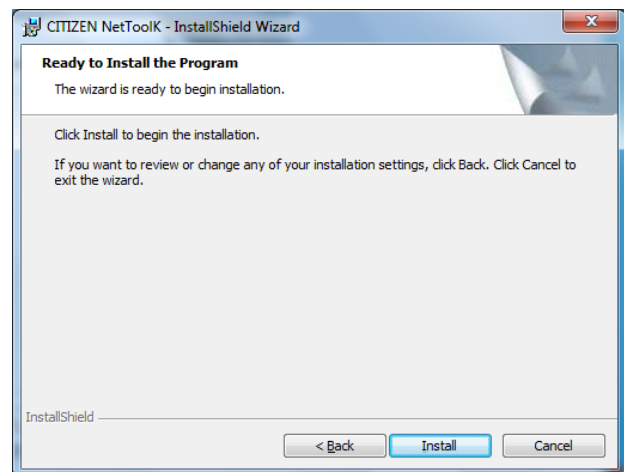 CITIZEN NetToolK - InstallShield Wizard
Ready to Install the Program
The wizard is ready to begin installation.
Click Install to begin the installation.
If you want to review or change any of your installation settings, click Back. Click Cancel to
exit the wizard.
InstallShield
< Back
Install
Cancel